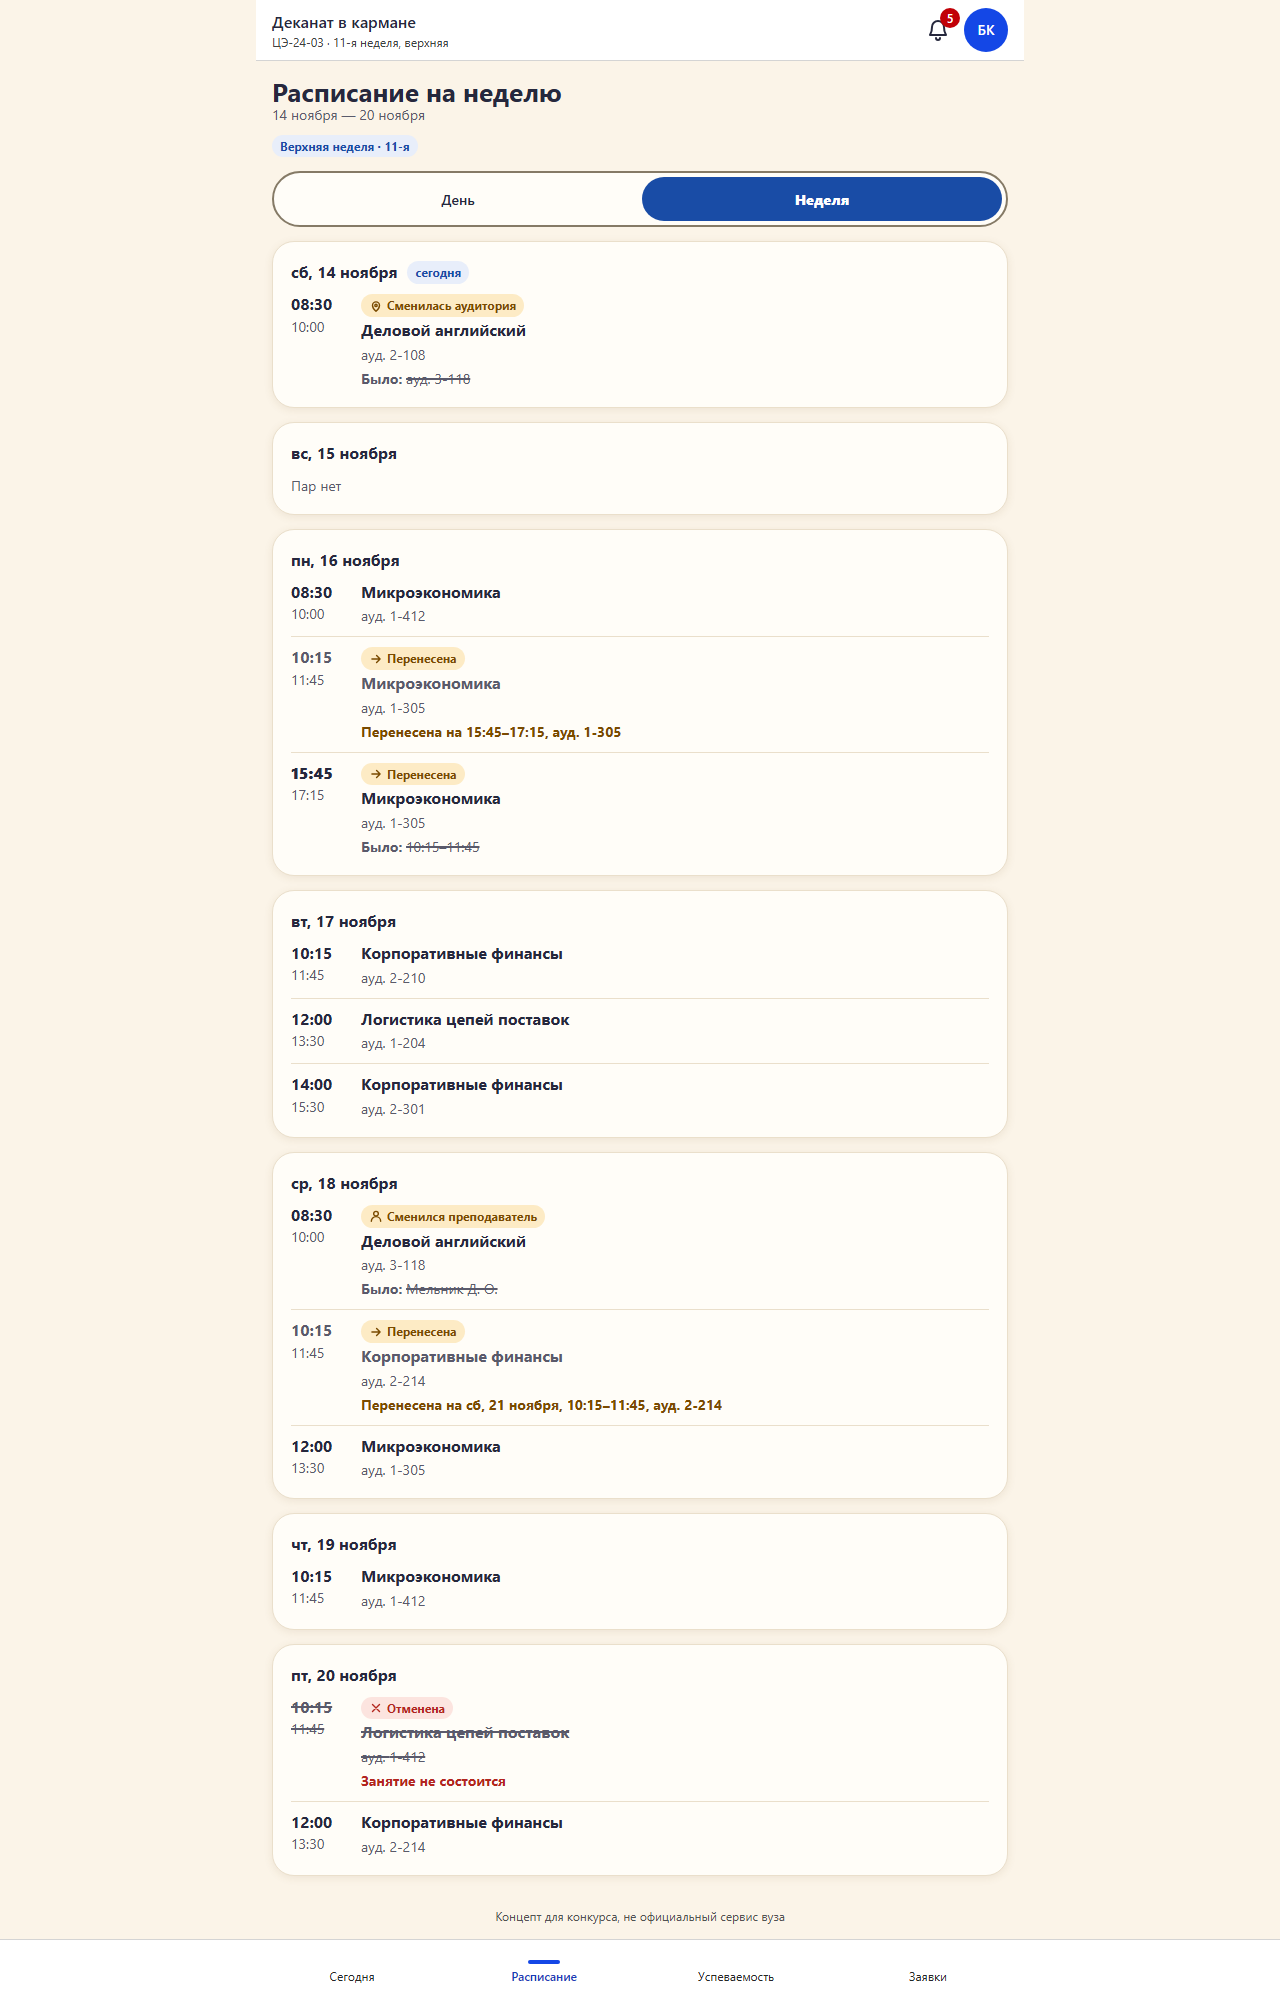 Деканат в кармане
ЦЭ-24-03 · 11-я неделя, верхняя
5
БК
Расписание на неделю
14 ноября — 20 ноября
Верхняя неделя · 11-я
День
Неделя
сб, 14 ноября сегодня
08:30 Сменилась аудитория
10:00 Деловой английский
ауд. 2-108
Было: ауд. 3-118
вс, 15 ноября
Пар нет
пн, 16 ноября
08:30 Микроэкономика
10:00 ауд. 1-412
10:15 Перенесена
11:45 Микроэкономика
ауд. 1-305
Перенесена на 15:45–17:15, ауд. 1-305
15:45 Перенесена
17:15 Микроэкономика
ауд. 1-305
Было: 10:15–11:45
вт, 17 ноября
10:15 Корпоративные финансы
11:45 ауд. 2-210
12:00 Логистика цепей поставок
13:30 ауд. 1-204
14:00 Корпоративные финансы
15:30 ауд. 2-301
ср, 18 ноября
08:30 Сменился преподаватель
10:00 Деловой английский
ауд. 3-118
Было: Мельник Д. О.
10:15 Перенесена
11:45 Корпоративные финансы
ауд. 2-214
Перенесена на сб, 21 ноября, 10:15–11:45, ауд. 2-214
12:00 Микроэкономика
13:30 ауд. 1-305
чт, 19 ноября
10:15 Микроэкономика
11:45 ауд. 1-412
пт, 20 ноября
10:15 Отменена
11:45 Логистика цепей поставок
ауд. 1-412
Занятие не состоится
12:00 Корпоративные финансы
13:30 ауд. 2-214
Концепт для конкурса, не официальный сервис вуза
Сегодня
Расписание
Успеваемость
Заявки